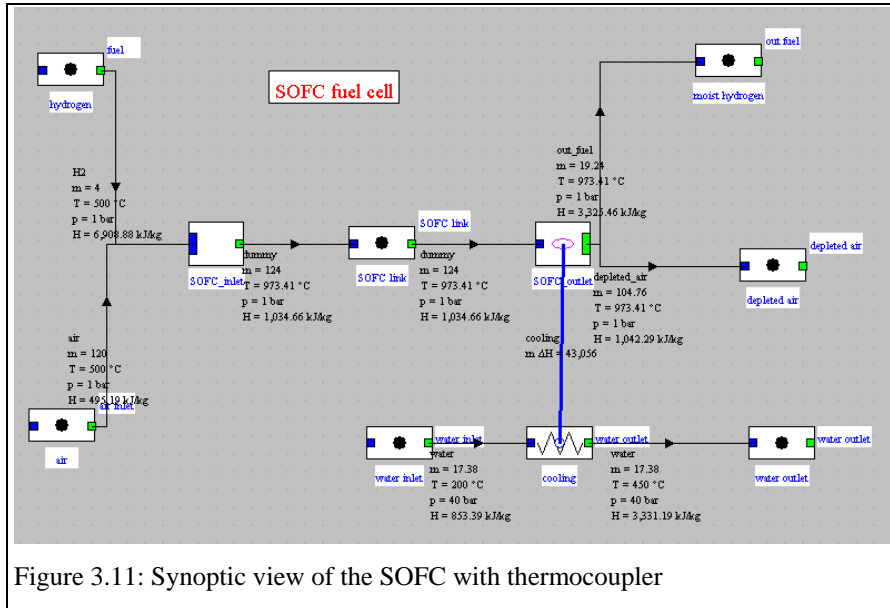 fuel
hydrogen
SOFC fuel cell
out fuel
moist hydrogen
H2
m = 4
T = 500 °C
p = 1 bar
H = 6,908.88 kJ/kg
out_fuel
m = 19.24
T = 973.41 °C
p = 1 bar
H = 3,325.46 kJ/kg
SOFC_inlet
dummy
m = 124
T = 973.41 °C
p = 1 bar
H = 1,034.66 kJ/kg
SOFC link
SOFC link
dummy
m = 124
T = 973.41 °C
p = 1 bar
H = 1,034.66 kJ/kg
SOFC_outlet
depleted_air
m = 104.76
T = 973.41 °C
p = 1 bar
H = 1,042.29 kJ/kg
depleted air
depleted air
air
m = 120
T = 500 °C
p = 1 bar
H = 495.19 kJ/kg
air inlet
air
cooling
m ΔH = 43,056
water inlet
water inlet
water
m = 17.38
T = 200 °C
p = 40 bar
H = 853.39 kJ/kg
cooling
water outlet
water
m = 17.38
T = 450 °C
p = 40 bar
H = 3,331.19 kJ/kg
water outlet
water outlet
Figure 3.11: Synoptic view of the SOFC with thermocoupler